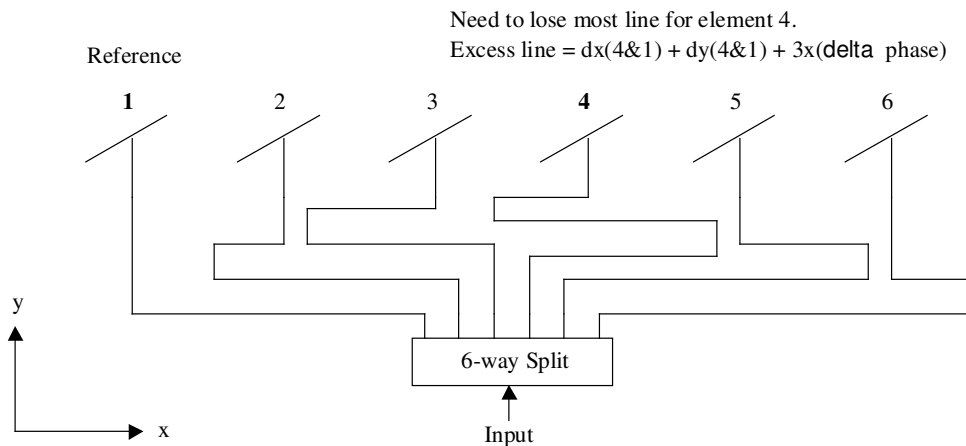 Need to lose most line for element 4.
Excess line = dx(4&1) + dy(4&1) + 3x(delta phase)
Reference
1 2 3 4 5 6
y
6-way Split
x
Input